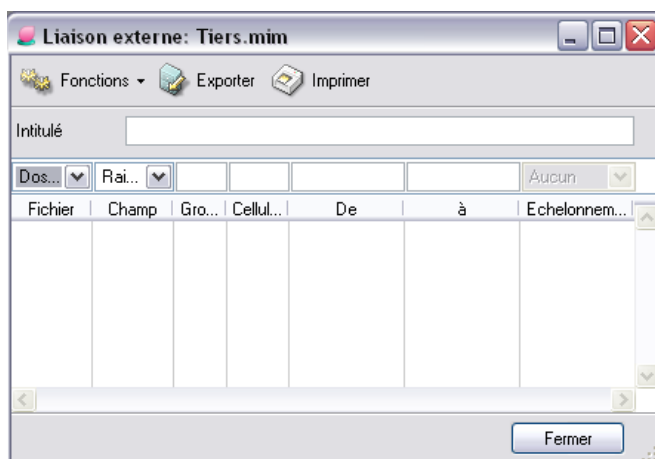 Liaison externe: Tiers.mim
Fonctions Exporter Imprimer
Intitulé
Dos... Rai... Aucun
Fichier Champ Gro... Cellul... De à Echelonnem...
Fermer